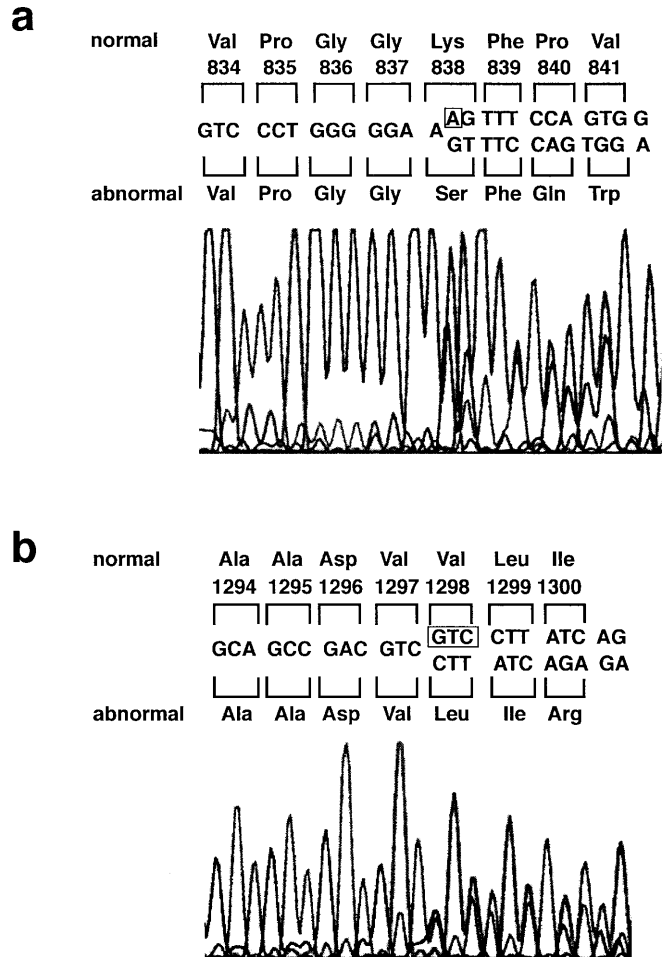 a
normal Val Pro Gly Gly Lys Phe Pro Val
834 835 836 837 838 839 840 841
GTC CCT GGG GGA A AG TTT CCA GTG G
GT TTC CAG TGG A
abnormal Val Pro Gly Gly Ser Phe Gln Trp
b
normal Ala Ala Asp Val Val Leu Ile
1294 1295 1296 1297 1298 1299 1300
GCA GCC GAC GTC GTC CTT ATC AG
CTT ATC AGA GA
abnormal Ala Ala Asp Val Leu Ile Arg